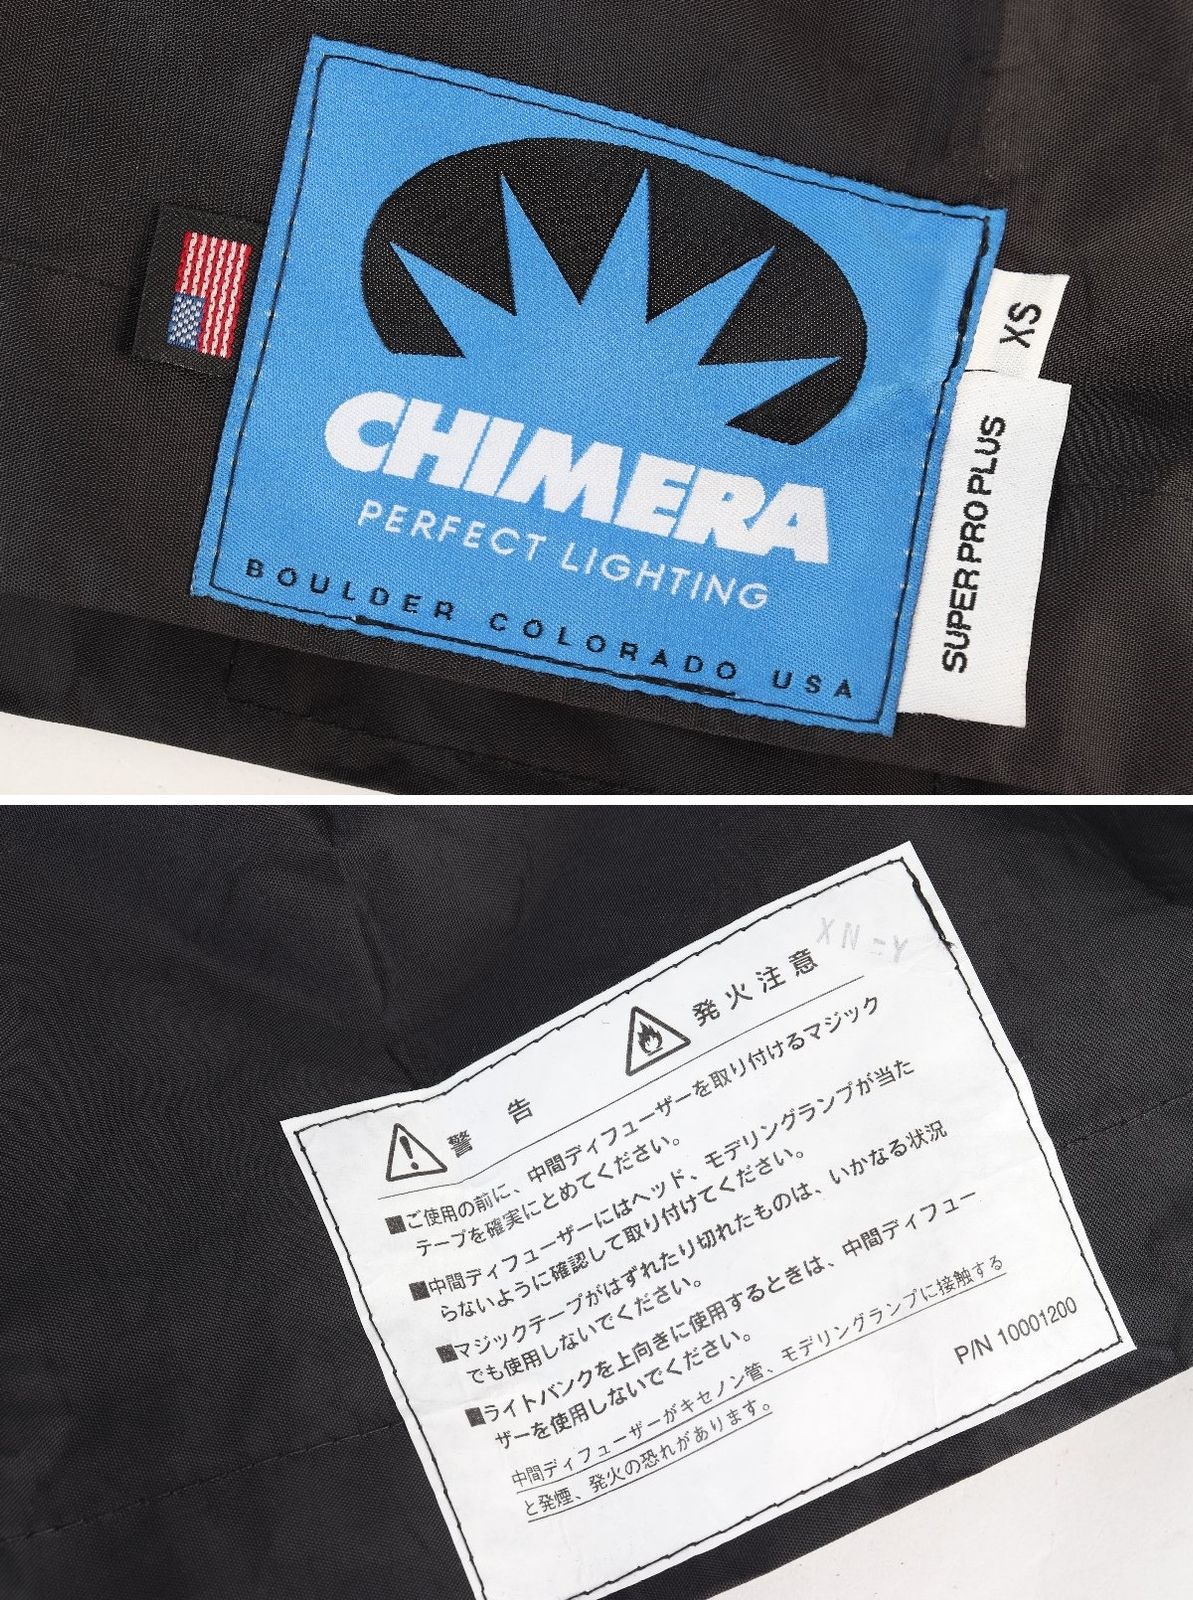 CHIMERA
PERFECT LIGHTING
BOULDER COLORADO USA
XS
SUPER PRO PLUS
警 告
発火注意
■ご使用の前に、中間ディフューザーを取り付けるマジック
テープを確実にとめてください。
■中間ディフューザーにはヘッド、モデリングランプが当た
らないように確認して取り付けてください。
■マジックテープがはずれたり切れたものは、いかなる状況
でも使用しないでください。
■ライトバンクを上向きに使用するときは、中間ディフュー
ザーを使用しないでください。
中間ディフューザーがキセノン管、モデリングランプに接触する
と発煙、発火の恐れがあります。
P/N 10001200